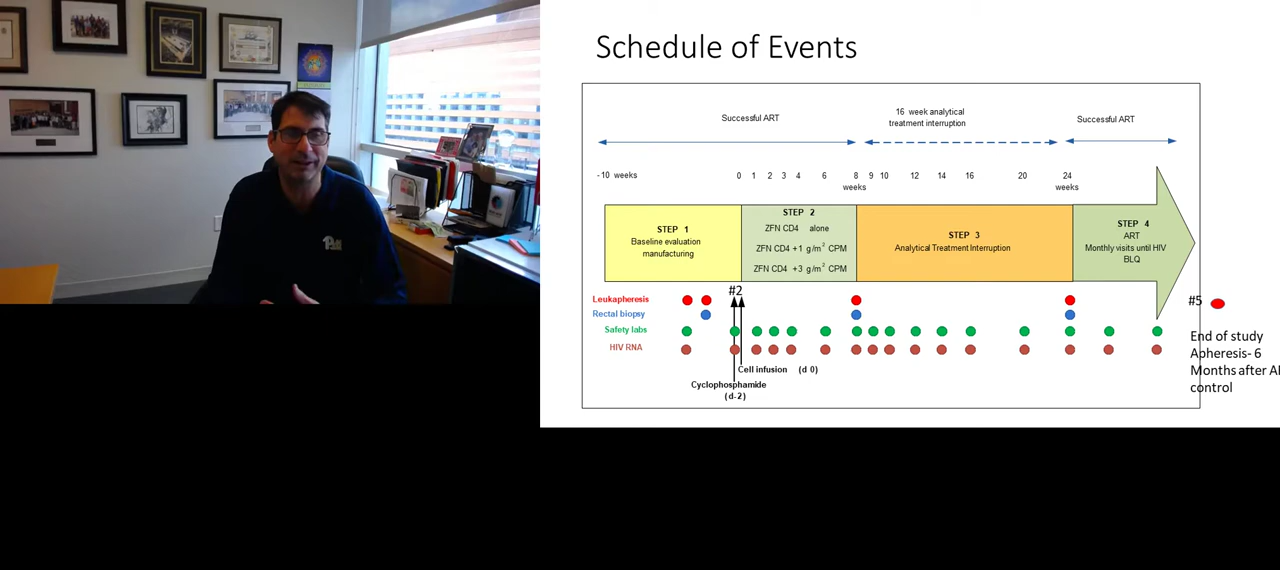 Schedule of Events
Successful ART
16 week analytical
treatment interruption
Successful ART
- 10 weeks
0 1 2 3 4 6 8 9 10 12 14 16 20 24
weeks weeks
STEP 1
Baseline evaluation
manufacturing
STEP 2
ZFN CD4 alone
ZFN CD4 +1 g/m² CPM
ZFN CD4 +3 g/m² CPM
STEP 3
Analytical Treatment Interruption
STEP 4
ART
Monthly visits until HIV
BLQ
#2
Leukapheresis
Rectal biopsy
Safety labs
HIV RNA
Cell infusion (d 0)
Cyclophosphamide
(d-2)
#5
End of study
Apheresis- 6
Months after A
control